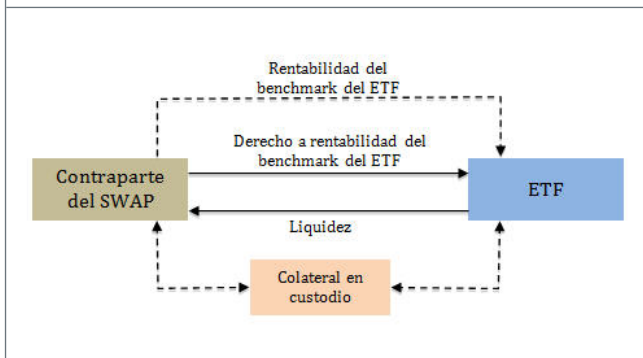 Rentabilidad del
benchmark del ETF
Derecho a rentabilidad del
benchmark del ETF
Contraparte
del SWAP
ETF
Liquidez
Colateral en
custodio